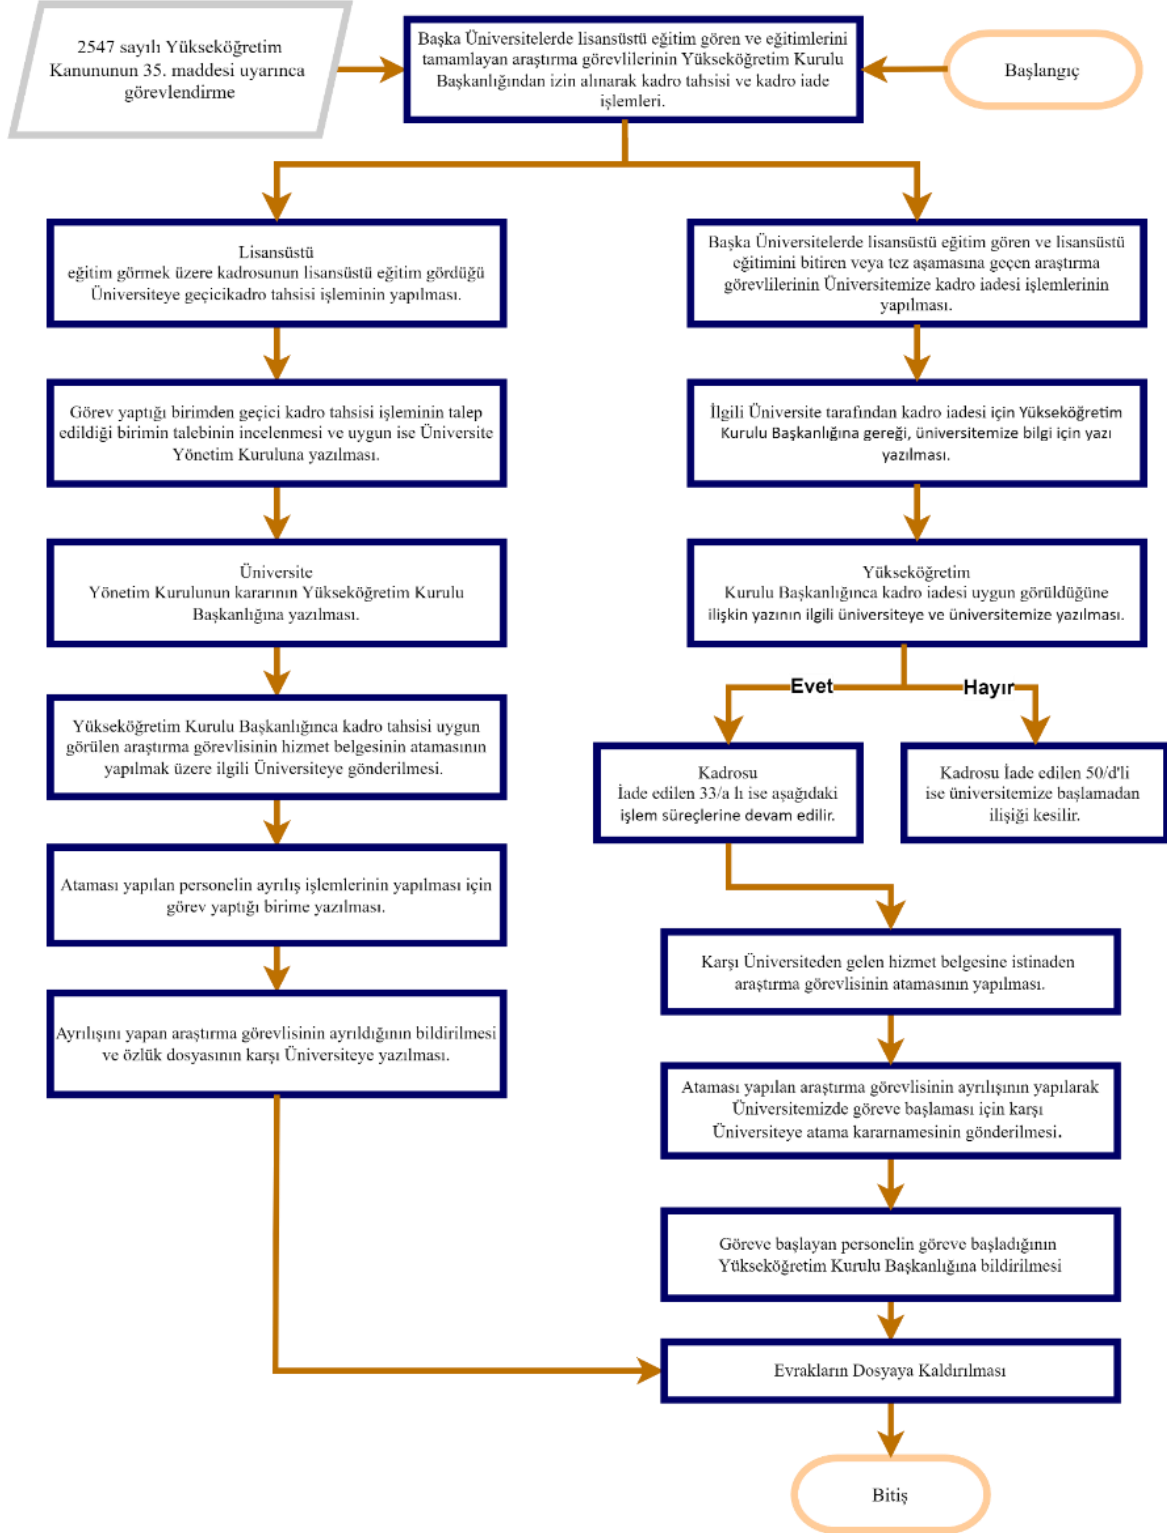 2547 sayılı Yükseköğretim
Kanununun 35. maddesi uyarınca
görevlendirme
Başka Üniversitelerde lisansüstü eğitim gören ve eğitimlerini
tamamlayan araştırma görevlilerinin Yükseköğretim Kurulu
Başkanlığından izin alınarak kadro tahsisi ve kadro iade
işlemleri.
Başlangıç
Lisansüstü
eğitim görmek üzere kadrosunun lisansüstü eğitim gördüğü
Üniversiteye geçicikadro tahsisi işleminin yapılması.
Görev yaptığı birimden geçici kadro tahsisi işleminin talep
edildiği birimin talebinin incelenmesi ve uygun ise Üniversite
Yönetim Kuruluna yazılması.
Üniversite
Yönetim Kurulunun kararının Yükseköğretim Kurulu
Başkanlığına yazılması.
Yükseköğretim Kurulu Başkanlığınca kadro tahsisi uygun
görülen araştırma görevlisinin hizmet belgesinin atamasının
yapılmak üzere ilgili Üniversiteye gönderilmesi.
Ataması yapılan personelin ayrılış işlemlerinin yapılması için
görev yaptığı birime yazılması.
Ayrılışını yapan araştırma görevlisinin ayrıldığının bildirilmesi
ve özlük dosyasının karşı Üniversiteye yazılması.
Başka Üniversitelerde lisansüstü eğitim gören ve lisansüstü
eğitimini bitiren veya tez aşamasına geçen araştırma
görevlilerinin Üniversitemize kadro iadesi işlemlerinin
yapılması.
İlgili Üniversite tarafından kadro iadesi için Yükseköğretim
Kurulu Başkanlığına gereği, üniversitemize bilgi için yazı
yazılması.
Yükseköğretim
Kurulu Başkanlığınca kadro iadesi uygun görüldüğüne
ilişkin yazının ilgili üniversiteye ve üniversitemize yazılması.
Evet
Hayır
Kadrosu
İade edilen 33/a lı ise aşağıdaki
işlem süreçlerine devam edilir.
Kadrosu İade edilen 50/d'li
ise üniversitemize başlamadan
ilişiği kesilir.
Karşı Üniversiteden gelen hizmet belgesine istinaden
araştırma görevlisinin atamasının yapılması.
Ataması yapılan araştırma görevlisinin ayrılışının yapılarak
Üniversitemizde göreve başlaması için karşı
Üniversiteye atama kararnamesinin gönderilmesi.
Göreve başlayan personelin göreve başladığının
Yükseköğretim Kurulu Başkanlığına bildirilmesi
Evrakların Dosyaya Kaldırılması
Bitiş